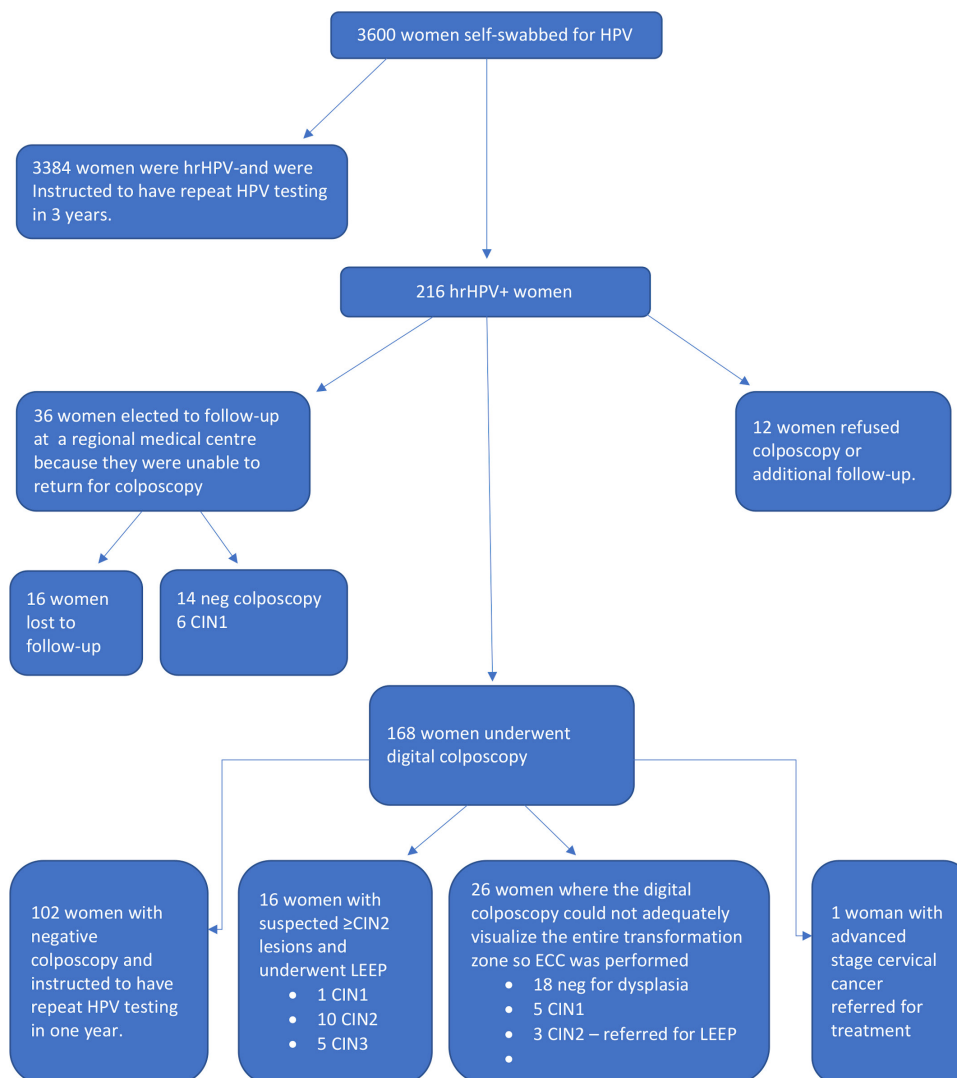 3600 women self-swabbed for HPV
3384 women were hrHPV-and were
Instructed to have repeat HPV testing
in 3 years.
216 hrHPV+ women
36 women elected to follow-up
at a regional medical centre
because they were unable to
return for colposcopy
12 women refused
colposcopy or
additional follow-up.
16 women
lost to
follow-up
14 neg colposcopy
6 CIN1
168 women underwent
digital colposcopy
102 women with
negative
colposcopy and
instructed to have
repeat HPV testing
in one year.
16 women with
suspected ≥CIN2
lesions and
underwent LEEP
• 1 CIN1
• 10 CIN2
• 5 CIN3
26 women where the digital
colposcopy could not adequately
visualize the entire transformation
zone so ECC was performed
• 18 neg for dysplasia
• 5 CIN1
• 3 CIN2 – referred for LEEP
•
1 woman with
advanced
stage cervical
cancer
referred for
treatment